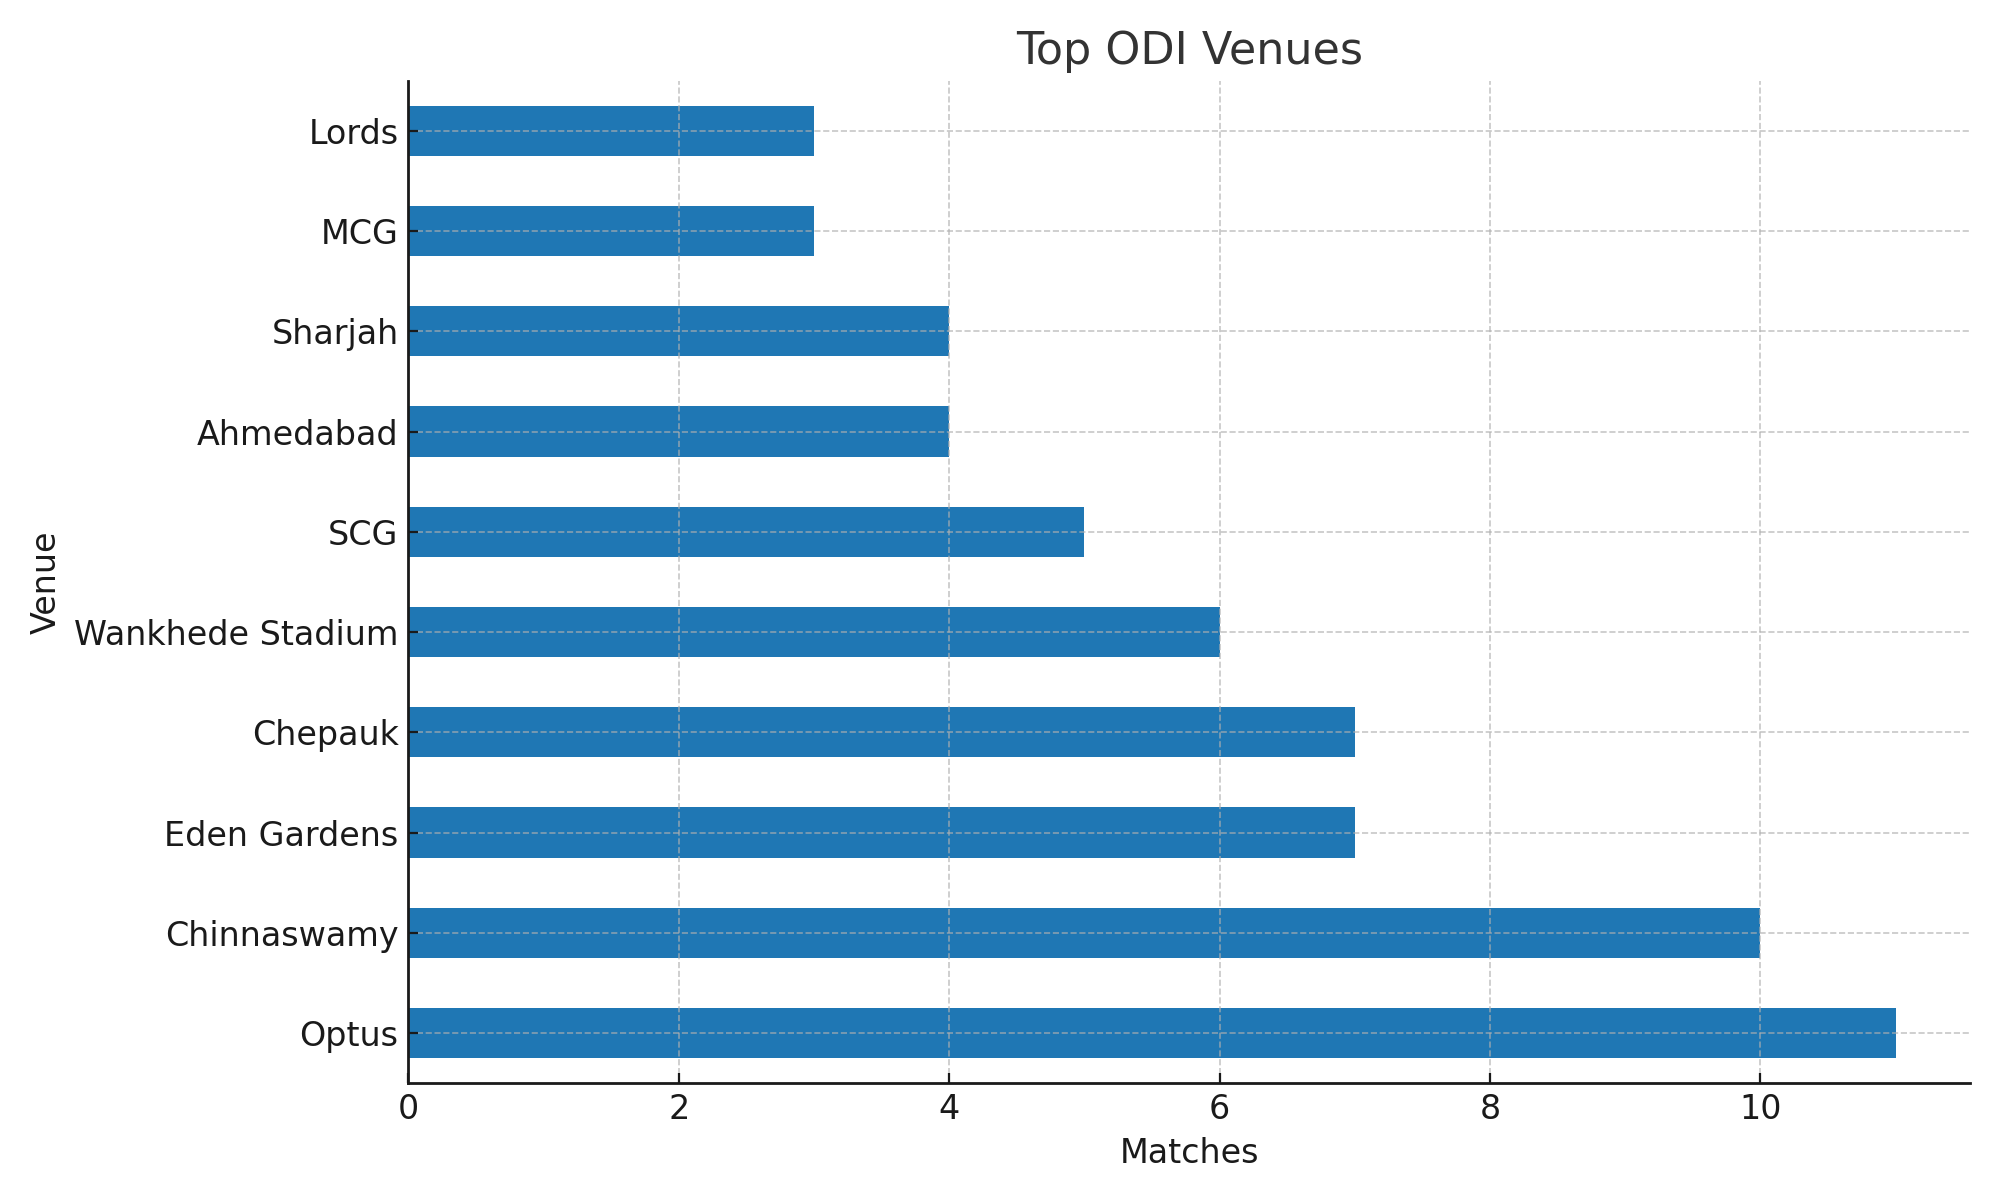 Top ODI Venues
Lords
MCG
Sharjah
Ahmedabad
SCG
Wankhede Stadium
Chepauk
Eden Gardens
Chinnaswamy
Optus
Venue
0 2 4 6 8 10
Matches